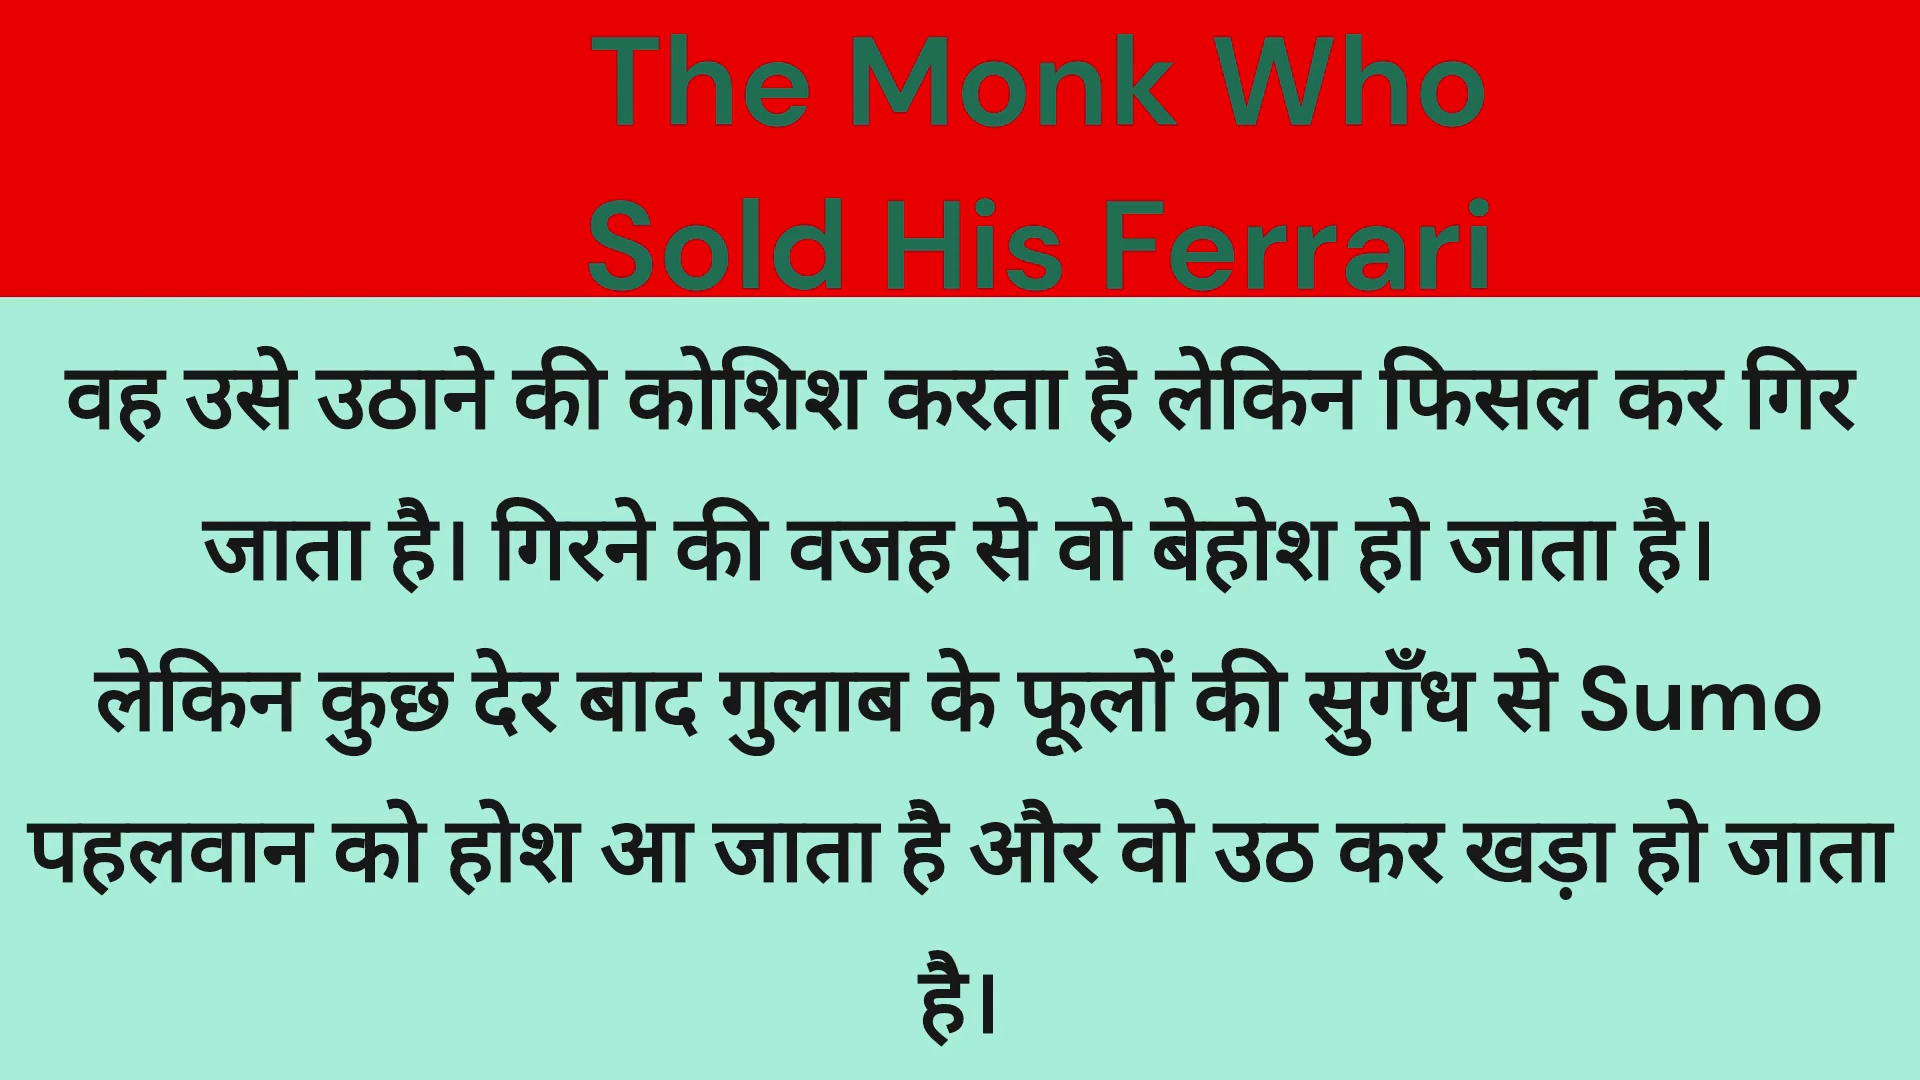 The Monk Who
Sold His Ferrari
वह उसे उठाने की कोशिश करता है लेकिन फिसल कर गिर
जाता है। गिरने की वजह से वो बेहोश हो जाता है।
लेकिन कुछ देर बाद गुलाब के फूलों की सुगँध से Sumo
पहलवान को होश आ जाता है और वो उठ कर खड़ा हो जाता
है।